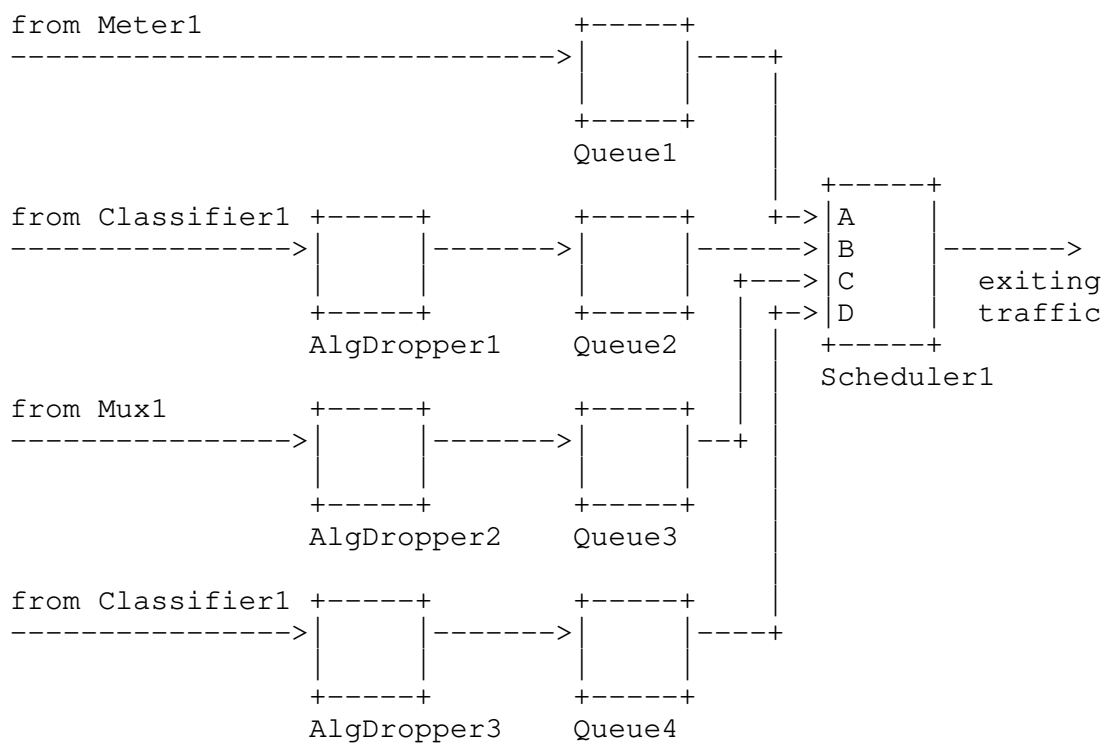 from Meter1
Queue1
from Classifier1
A
B
C
D
exiting
traffic
AlgDropper1
Queue2
Scheduler1
from Mux1
AlgDropper2
Queue3
from Classifier1
AlgDropper3
Queue4